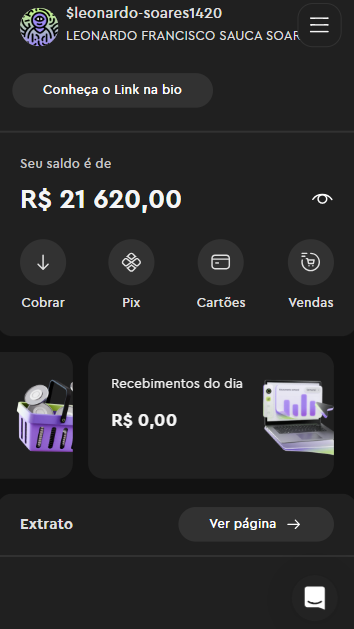 $leonardo-soares1420
LEONARDO FRANCISCO SAUCA SOAR
Conheça o Link na bio
Seu saldo é de
R$ 21 620,00
Cobrar Pix Cartões Vendas
Recebimentos do dia
R$ 0,00
Extrato Ver página